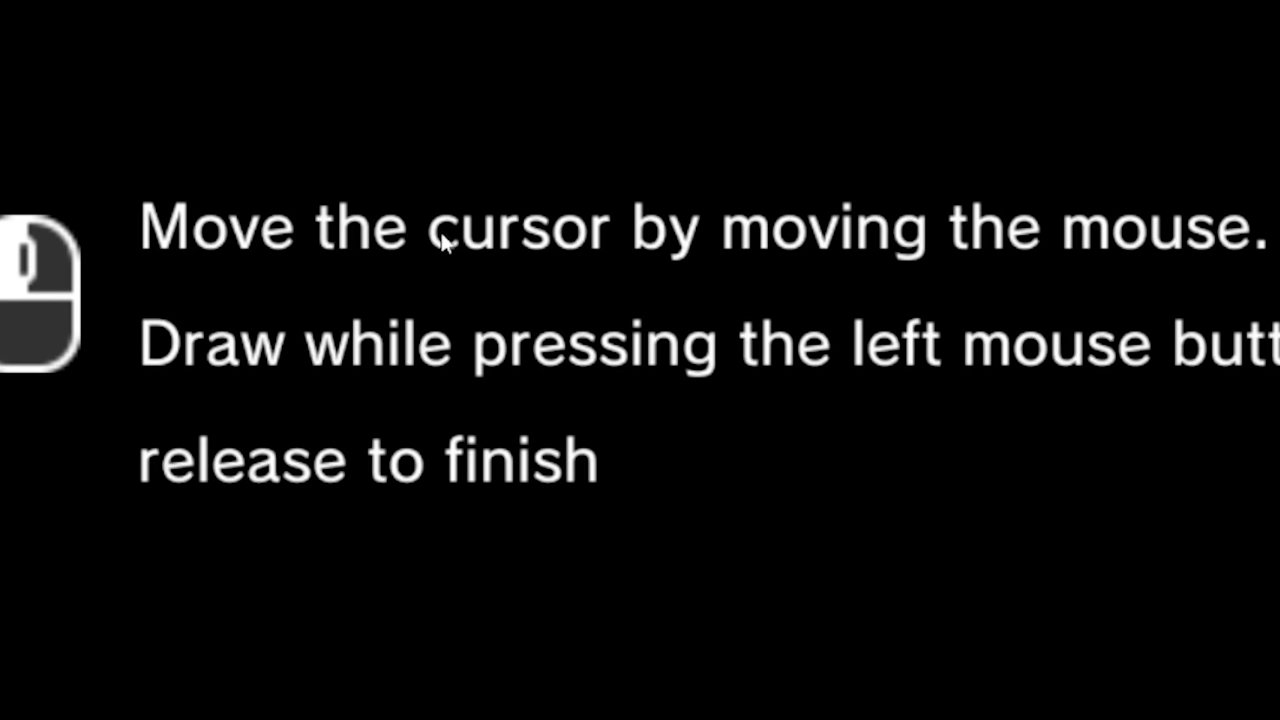 Move the cursor by moving the mouse.
Draw while pressing the left mouse butt
release to finish